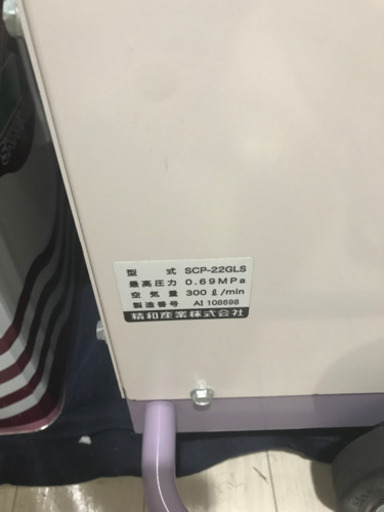 型 式 SCP-22GLS
最高圧力 0.69MPa
空 気 量 300ℓ/min
製造番号 AI 108698
精和産業株式会社